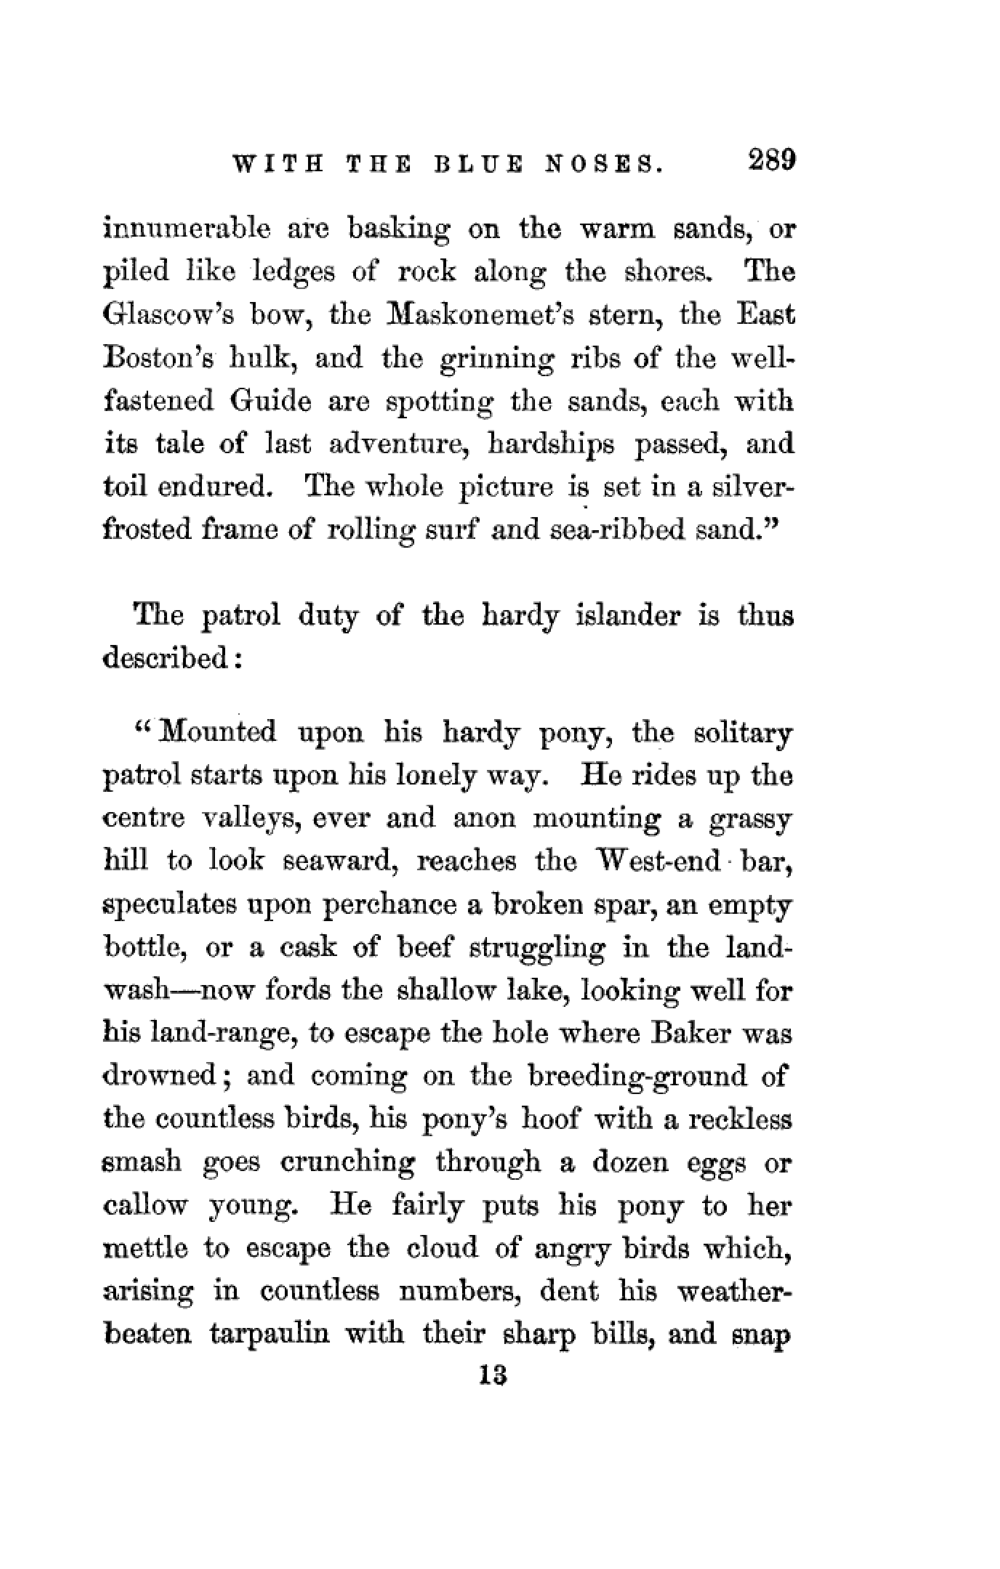 WITH THE BLUE NOSES. 289
innumerable are basking on the warm sands, or
piled like ledges of rock along the shores. The
Glascow's bow, the Maskonemet's stern, the East
Boston's hulk, and the grinning ribs of the well-
fastened Guide are spotting the sands, each with
its tale of last adventure, hardships passed, and
toil endured. The whole picture is set in a silver-
frosted frame of rolling surf and sea-ribbed sand."
The patrol duty of the hardy islander is thus
described:
"Mounted upon his hardy pony, the solitary
patrol starts upon his lonely way. He rides up the
centre valleys, ever and anon mounting a grassy
hill to look seaward, reaches the West-end bar,
speculates upon perchance a broken spar, an empty
bottle, or a cask of beef struggling in the land-
wash—now fords the shallow lake, looking well for
his land-range, to escape the hole where Baker was
drowned; and coming on the breeding-ground of
the countless birds, his pony's hoof with a reckless
smash goes crunching through a dozen eggs or
callow young. He fairly puts his pony to her
mettle to escape the cloud of angry birds which,
arising in countless numbers, dent his weather-
beaten tarpaulin with their sharp bills, and snap
13